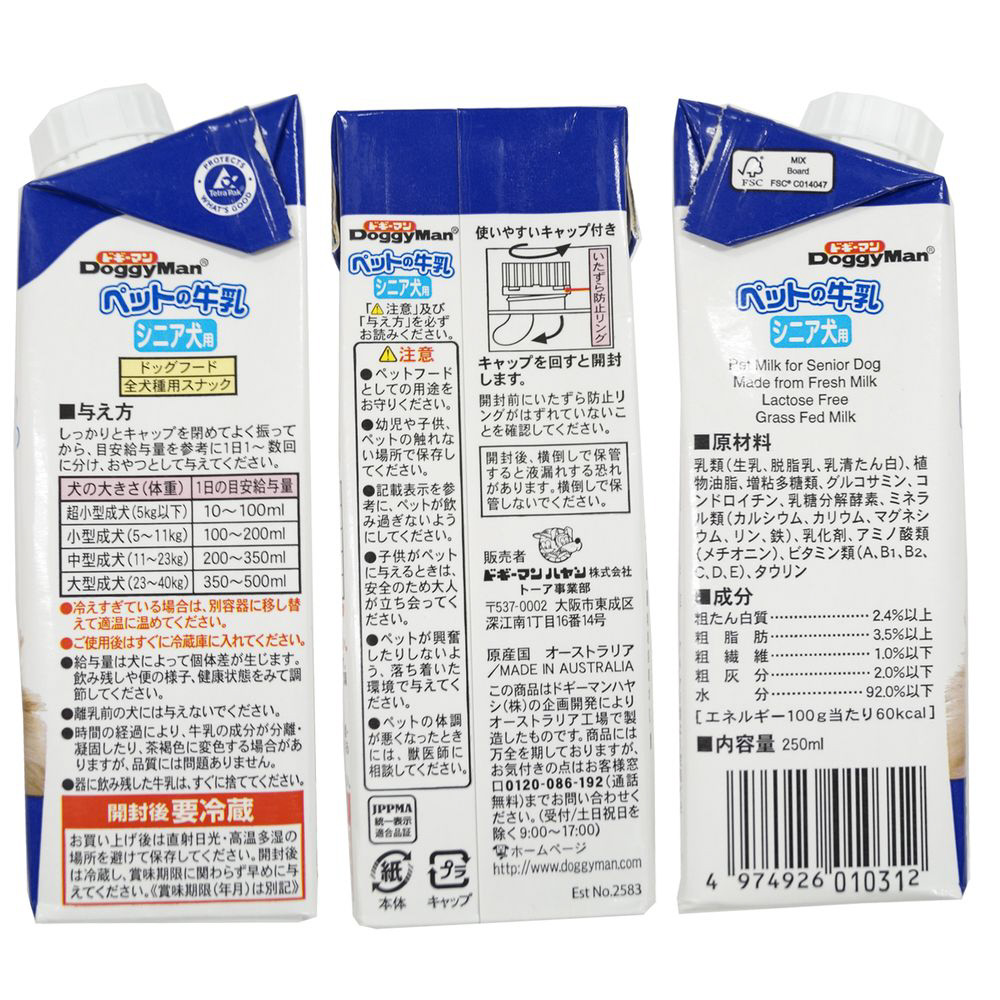 PROTECTS
Tetra Pak
WHAT'S GOOD
ドギーマン
DoggyMan®
ペットの牛乳
シニア犬用
ドッグフード
全犬種用スナック
■与え方
しっかりとキャップを閉めてよく振って
から、目安給与量を参考に1日1〜数回
に分け、おやつとして与えてください。
犬の大きさ(体重) 1日の目安給与量
超小型成犬(5kg以下) 10〜100ml
小型成犬(5〜11kg) 100〜200ml
中型成犬(11〜23kg) 200〜350ml
大型成犬(23〜40kg) 350〜500ml
●冷えすぎている場合は、別容器に移し替
えて適温に温めてください。
●ご使用後はすぐに冷蔵庫に入れてください。
●給与量は犬によって個体差が生じます。
飲み残しや便の様子、健康状態をみて調
節してください。
●離乳前の犬には与えないでください。
●時間の経過により、牛乳の成分が分離・
凝固したり、茶褐色に変色する場合があ
りますが、品質には問題ありません。
●器に飲み残した牛乳は、すぐに捨ててください。
開封後 要冷蔵
お買い上げ後は直射日光・高温多湿の
場所を避けて保存してください。開封後
は冷蔵し、賞味期限に関わらず早めに与
えてください。《賞味期限(年月)は別記》
ドギーマン
DoggyMan®
ペットの牛乳
シニア犬用
「⚠注意」及び
「与え方」を必ず
お読みください。
⚠注意
●ペットフード
としての用途を
お守りください。
●幼児や子供、
ペットの触れな
い場所で保存し
てください。
●記載表示を参
考に、ペットが飲
み過ぎないよう
にしてください。
●子供がペット
に与えるときは、
安全のため大人
が立ち会ってく
ださい。
●ペットが興奮
したりしないよ
う、落ち着いた
環境で与えてく
ださい。
●ペットの体調
が悪くなったとき
には、獣医師に
相談してください。
JPPMA
統一表示
適合品証
紙
本体
プラ
キャップ
使いやすいキャップ付き
いたずら防止リング
キャップを回すと開封
します。
開封前にいたずら防止リ
ングがはずれていないこ
とを確認してください。
開封後、横倒しで保管
すると液漏れする恐れ
があります。横倒しで保
管しないでください。
販売者
ドギーマンハヤシ株式会社
トーア事業部
〒537-0002 大阪市東成区
深江南1丁目16番14号
原産国 オーストラリア
/MADE IN AUSTRALIA
この商品はドギーマンハヤ
シ(株)の企画開発により
オーストラリア工場で製
造したものです。商品には
万全を期しておりますが、
お気付きの点はお客様窓
口0120-086-192(通話
無料)までお問い合わせく
ださい。(受付/土日祝日を
除く9:00〜17:00)
ホームページ
http://www.doggyman.com
Est No.2583
FSC
MIX
Board
FSC® C014047
ドギーマン
DoggyMan®
ペットの牛乳
シニア犬用
Pet Milk for Senior Dog
Made from Fresh Milk
Lactose Free
Grass Fed Milk
■原材料
乳類(生乳、脱脂乳、乳清たん白)、植
物油脂、増粘多糖類、グルコサミン、コ
ンドロイチン、乳糖分解酵素、ミネラ
ル類(カルシウム、カリウム、マグネシ
ウム、リン、鉄)、乳化剤、アミノ酸類
(メチオニン)、ビタミン類(A、B1、B2、
C、D、E)、タウリン
■成分
粗たん白質 2.4%以上
粗脂肪 3.5%以上
粗繊維 1.0%以下
粗灰分 2.0%以下
水分 92.0%以下
[エネルギー100g当たり60kcal]
■内容量 250ml
4 974926 010312